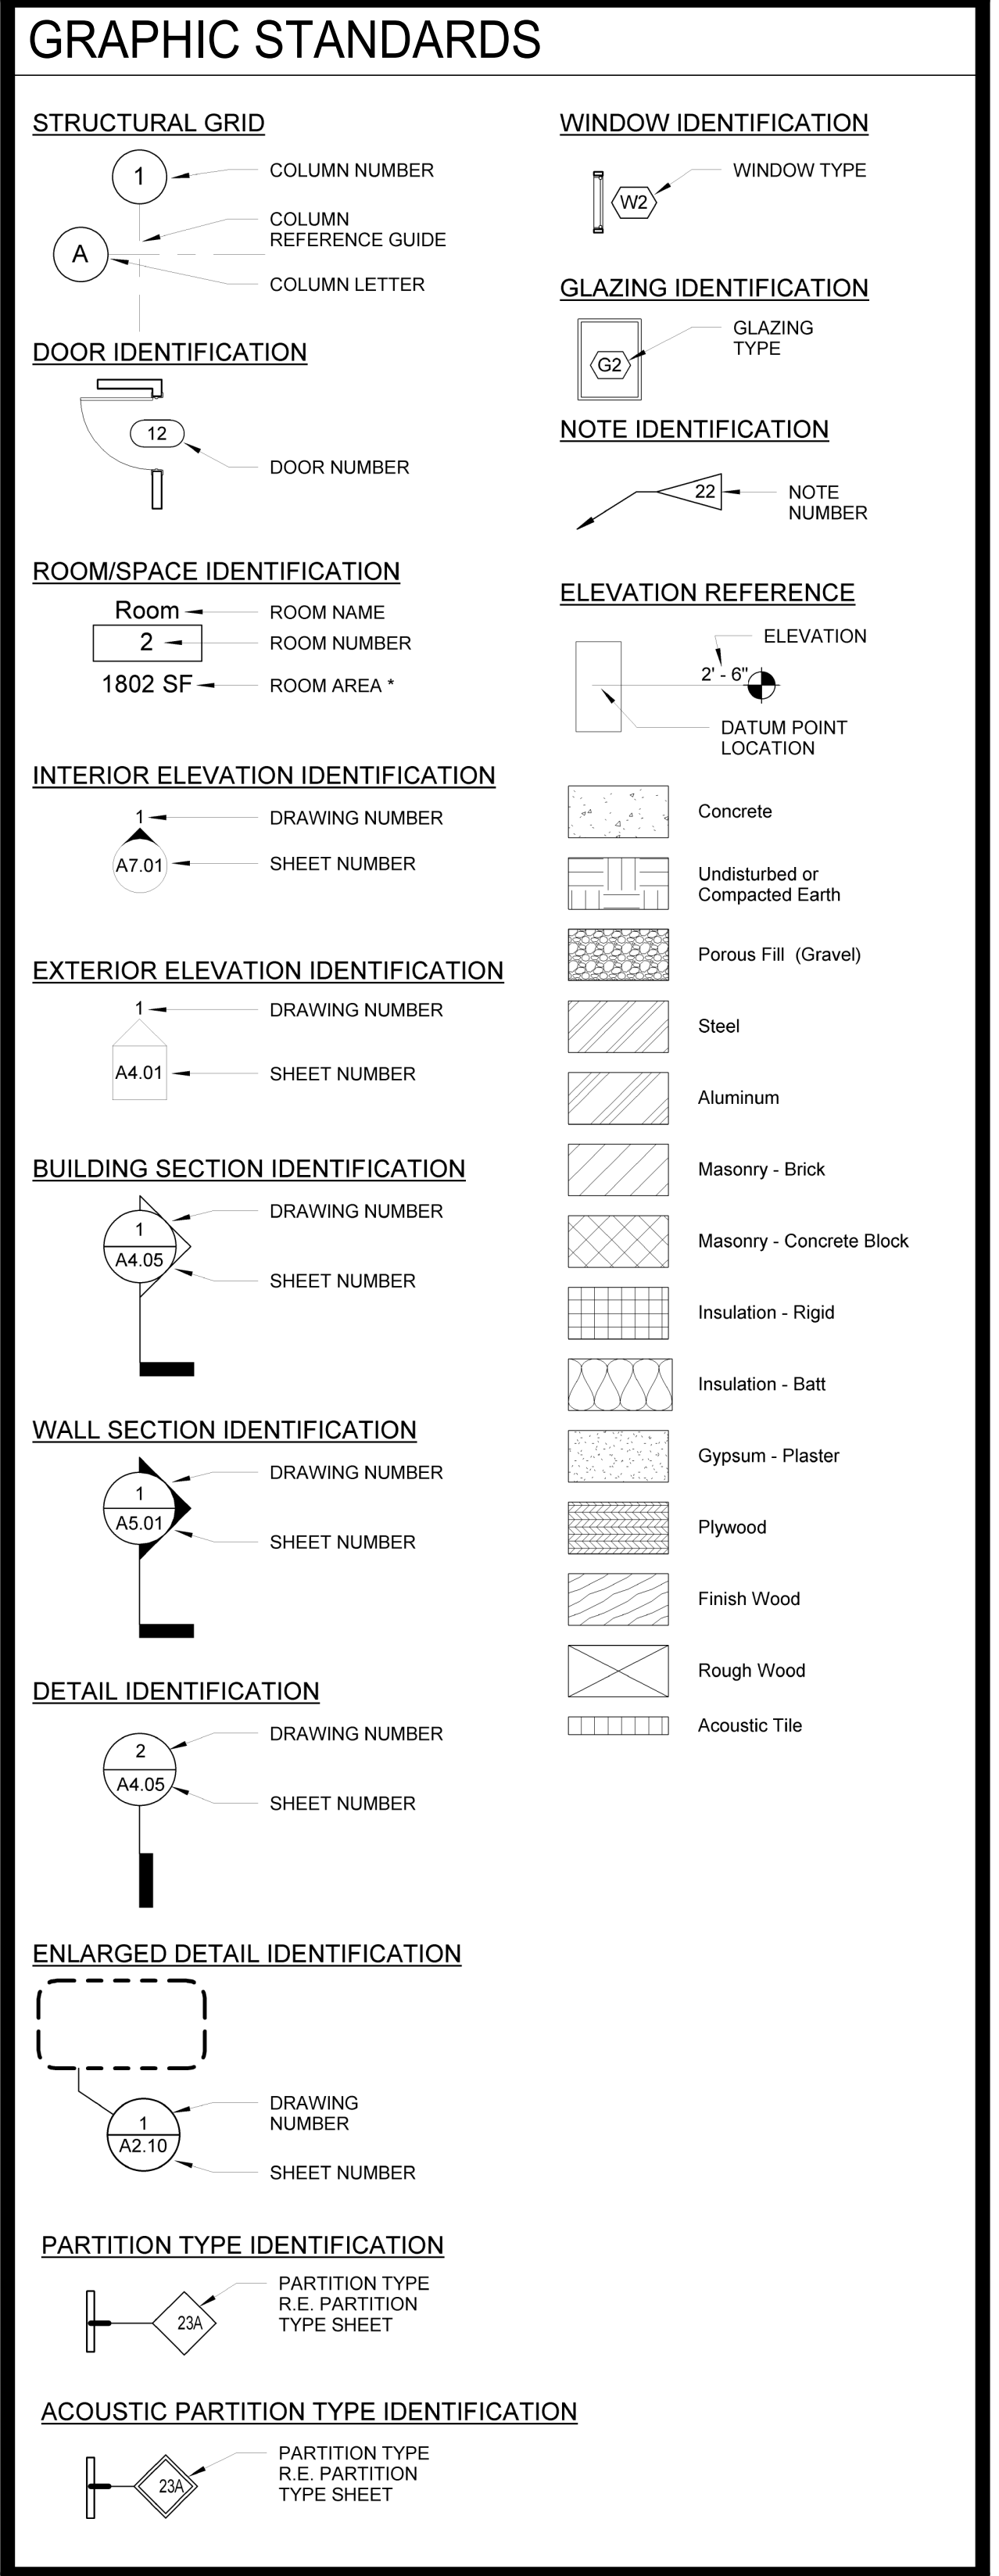 GRAPHIC STANDARDS
STRUCTURAL GRID
1
COLUMN NUMBER
COLUMN
REFERENCE GUIDE
A
COLUMN LETTER
DOOR IDENTIFICATION
12
DOOR NUMBER
ROOM/SPACE IDENTIFICATION
Room
ROOM NAME
2
ROOM NUMBER
1802 SF
ROOM AREA *
INTERIOR ELEVATION IDENTIFICATION
1
DRAWING NUMBER
A7.01
SHEET NUMBER
EXTERIOR ELEVATION IDENTIFICATION
1
DRAWING NUMBER
A4.01
SHEET NUMBER
BUILDING SECTION IDENTIFICATION
1
DRAWING NUMBER
A4.05
SHEET NUMBER
WALL SECTION IDENTIFICATION
1
DRAWING NUMBER
A5.01
SHEET NUMBER
DETAIL IDENTIFICATION
2
DRAWING NUMBER
A4.05
SHEET NUMBER
ENLARGED DETAIL IDENTIFICATION
DRAWING
NUMBER
1
A2.10
SHEET NUMBER
PARTITION TYPE IDENTIFICATION
PARTITION TYPE
R.E. PARTITION
TYPE SHEET
23A
ACOUSTIC PARTITION TYPE IDENTIFICATION
PARTITION TYPE
R.E. PARTITION
TYPE SHEET
23A
WINDOW IDENTIFICATION
WINDOW TYPE
W2
GLAZING IDENTIFICATION
GLAZING
TYPE
G2
NOTE IDENTIFICATION
22
NOTE
NUMBER
ELEVATION REFERENCE
ELEVATION
2' - 6"
DATUM POINT
LOCATION
Concrete
Undisturbed or
Compacted Earth
Porous Fill (Gravel)
Steel
Aluminum
Masonry - Brick
Masonry - Concrete Block
Insulation - Rigid
Insulation - Batt
Gypsum - Plaster
Plywood
Finish Wood
Rough Wood
Acoustic Tile